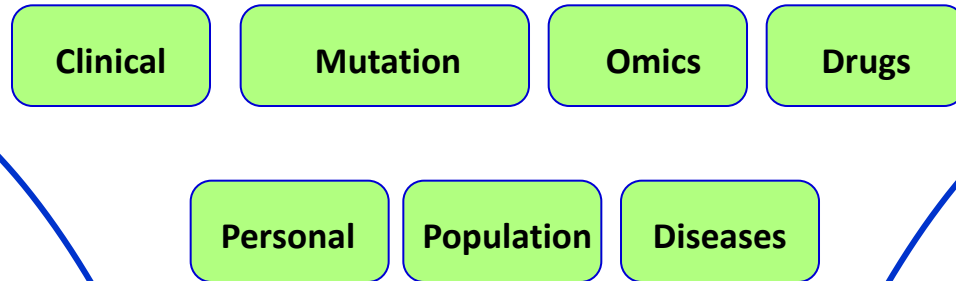 Clinical Mutation Omics Drugs
Personal Population Diseases